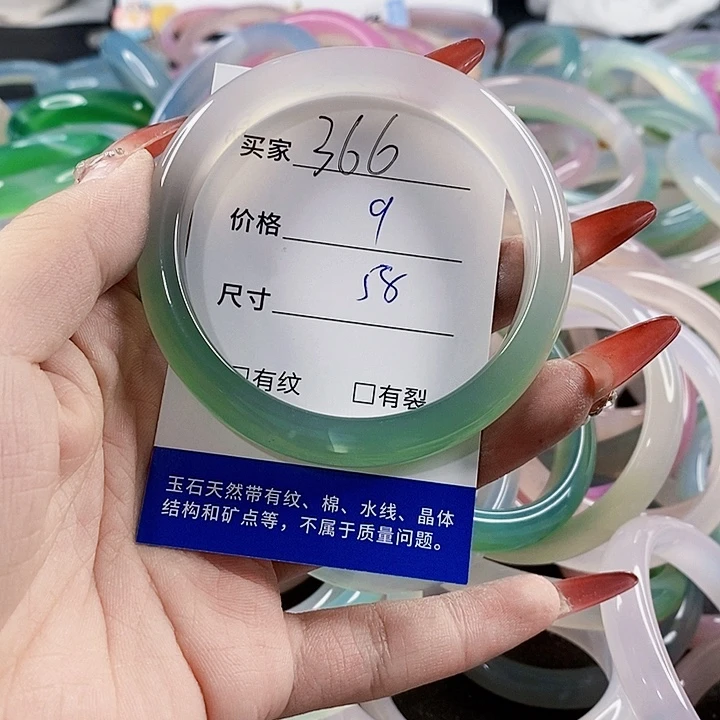 买家 366
价格 9
尺寸 58
□有纹 □有裂
玉石天然带有纹、棉、水线、晶体
结构和矿点等，不属于质量问题。